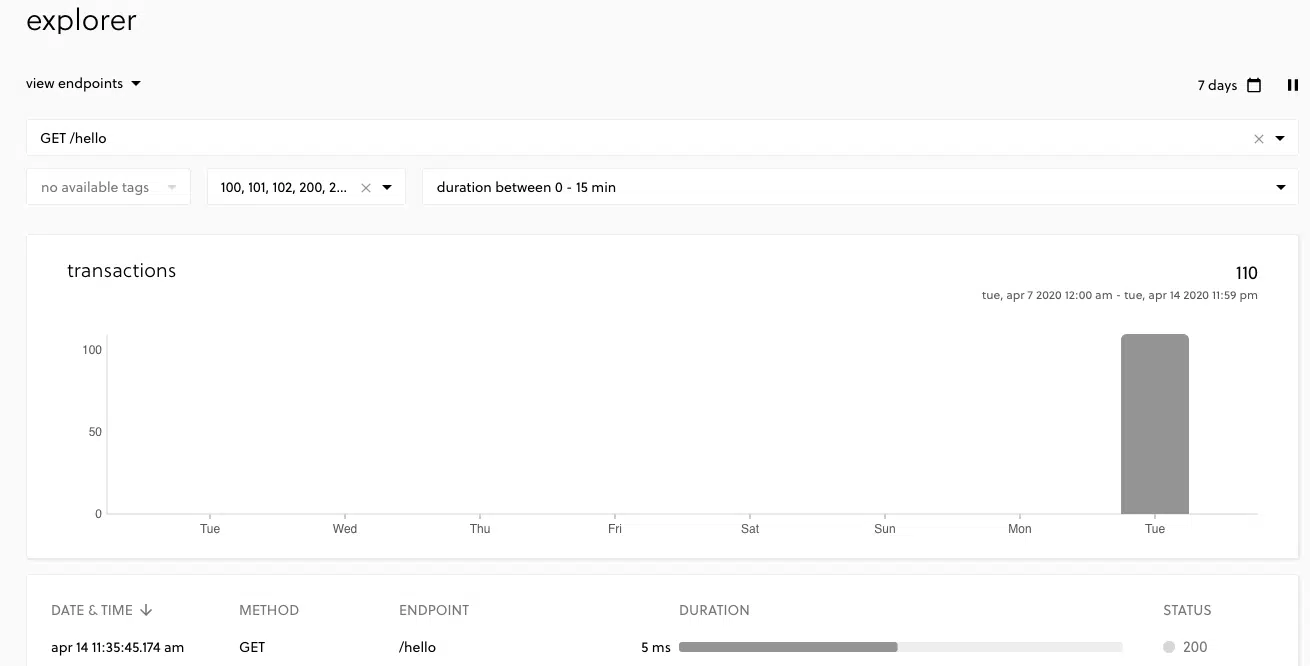 explorer
view endpoints
7 days
GET /hello
no available tags
100, 101, 102, 200, 2...
duration between 0 - 15 min
transactions
110
tue, apr 7 2020 12:00 am - tue, apr 14 2020 11:59 pm
100
50
0
Tue Wed Thu Fri Sat Sun Mon Tue
DATE & TIME METHOD ENDPOINT DURATION STATUS
apr 14 11:35:45.174 am GET /hello 5 ms 200